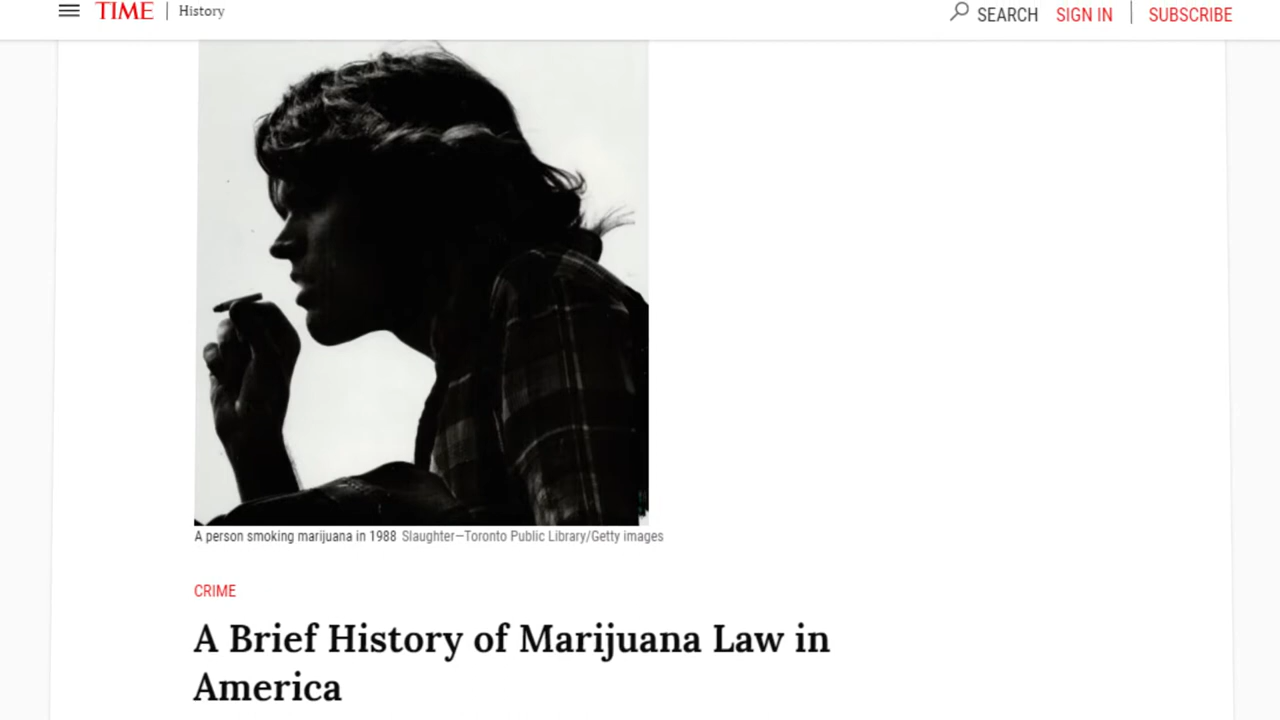 TIME | History
SEARCH SIGN IN | SUBSCRIBE
A person smoking marijuana in 1988 Slaughter—Toronto Public Library/Getty images
CRIME
A Brief History of Marijuana Law in
America